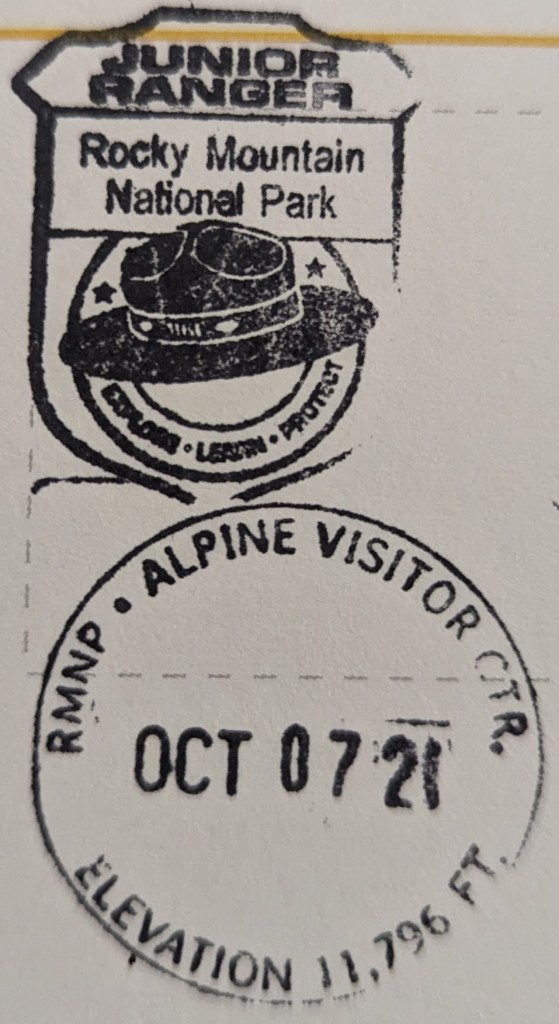 JUNIOR
RANGER
Rocky Mountain
National Park
EXPLORE • LEARN • PROTECT
RMNP • ALPINE VISITOR CTR.
OCT 07 21
ELEVATION 11,796 FT.